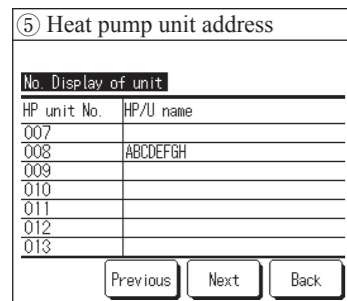 ⑤ Heat pump unit address
No. Display of unit
HP unit No. HP/U name
007
008 ABCDEFGH
009
010
011
012
013
Previous Next Back